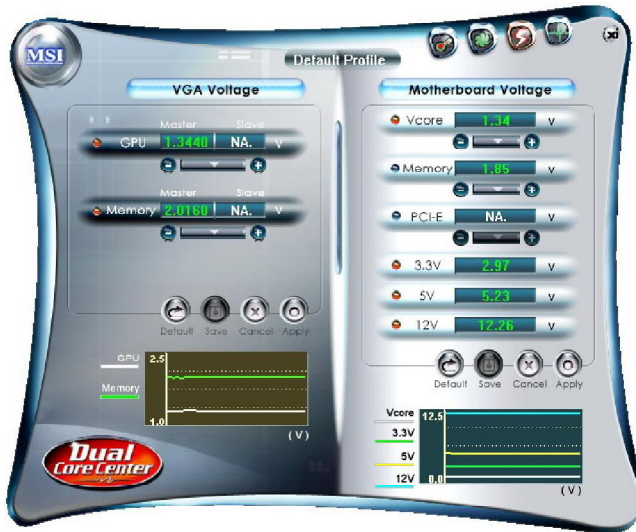 MSI
Default Profile
xi
VGA Voltage
Master Slave
GPU 1.3440 NA. V
Master Slave
Memory 2.0160 NA. V
Default Save Cancel Apply
GPU
Memory
2.5
1.0
(V)
Dual
Core Center
Motherboard Voltage
Vcore 1.34 V
Memory 1.85 V
PCI-E NA. V
3.3V 2.97 V
5V 5.23 V
12V 12.26 V
Default Save Cancel Apply
Vcore
3.3V
5V
12V
12.5
0.0
(V)